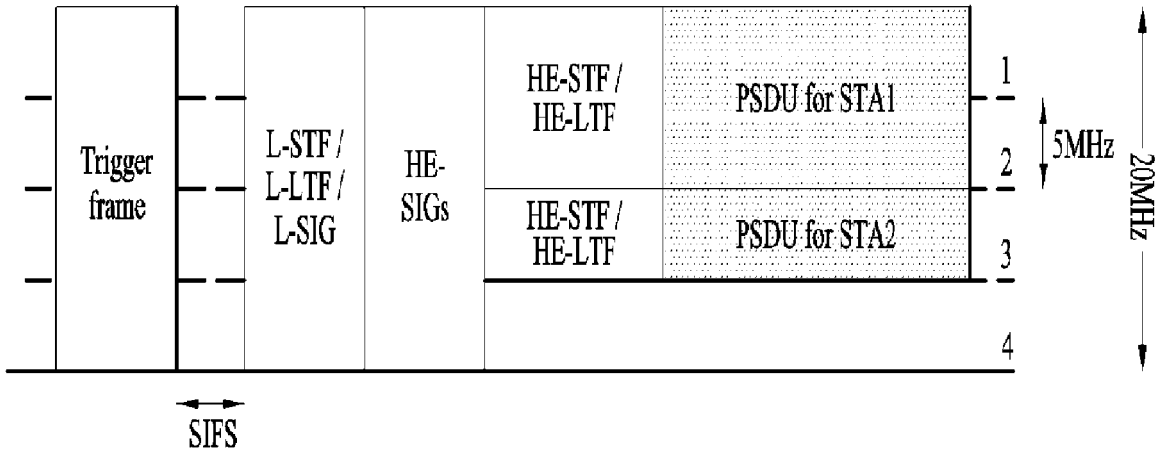 Trigger
frame
SIFS
L-STF /
L-LTF /
L-SIG
HE-
SIGs
HE-STF /
HE-LTF
PSDU for STA1
HE-STF /
HE-LTF
PSDU for STA2
1
2
3
4
5MHz
20MHz